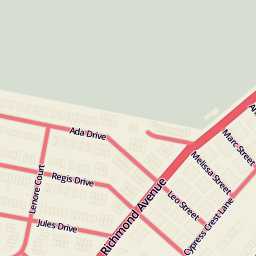 Ada Drive
Regis Drive
Lenore Court
Jules Drive
Richmond Avenue
Leo Street
Melissa Street
Marc Street
Cypress Crest Lane